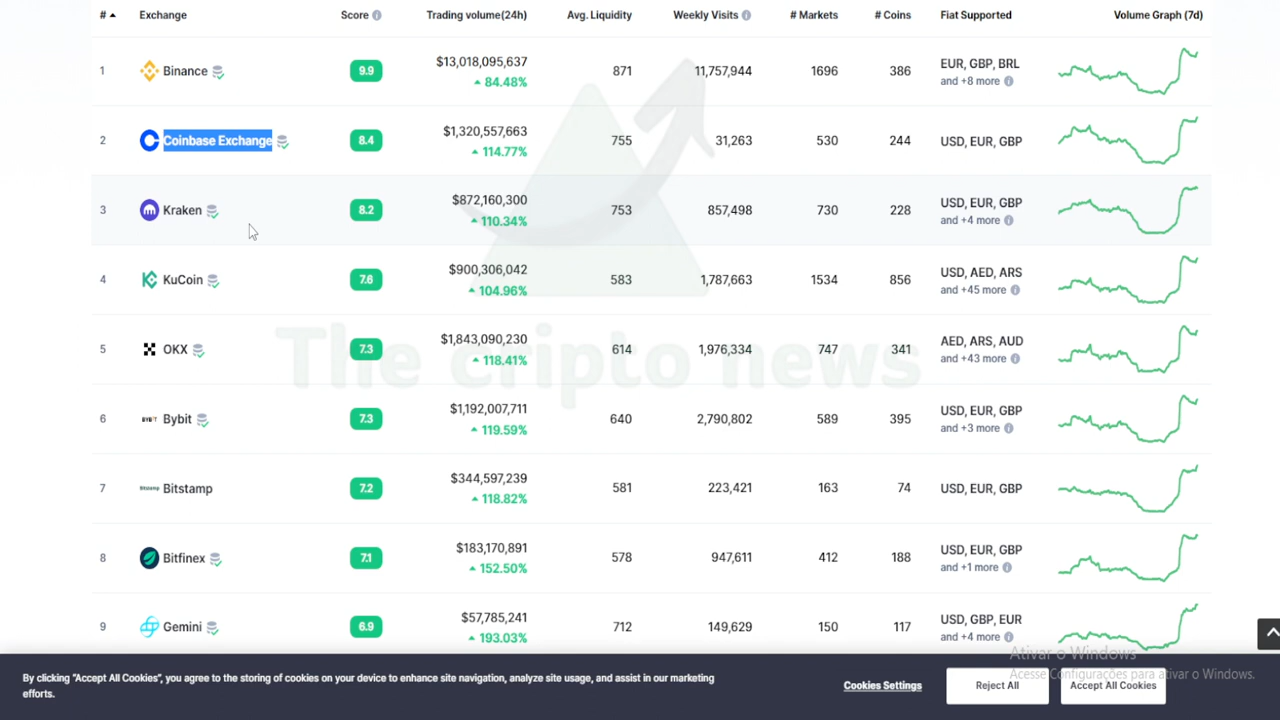 # Exchange Score Trading volume(24h) Avg. Liquidity Weekly Visits # Markets # Coins Fiat Supported Volume Graph (7d)
1 Binance 9.9 $13,018,095,637 871 11,757,944 1696 386 EUR, GBP, BRL
84.48% and +8 more
2 Coinbase Exchange 8.4 $1,320,557,663 755 31,263 530 244 USD, EUR, GBP
114.77%
3 Kraken 8.2 $872,160,300 753 857,498 730 228 USD, EUR, GBP
110.34% and +4 more
4 KuCoin 7.6 $900,306,042 583 1,787,663 1534 856 USD, AED, ARS
104.96% and +45 more
5 OKX 7.3 $1,843,090,230 614 1,976,334 747 341 AED, ARS, AUD
118.41% and +43 more
The cripto news
6 BYBIT Bybit 7.3 $1,192,007,711 640 2,790,802 589 395 USD, EUR, GBP
119.59% and +3 more
7 Bitstamp Bitstamp 7.2 $344,597,239 581 223,421 163 74 USD, EUR, GBP
118.82%
8 Bitfinex 7.1 $183,170,891 578 947,611 412 188 USD, EUR, GBP
152.50% and +1 more
9 Gemini 6.9 $57,785,241 712 149,629 150 117 USD, GBP, EUR
193.03% and +4 more
Ativar o Windows
Acesse Configurações para ativar o Windows.
By clicking “Accept All Cookies”, you agree to the storing of cookies on your device to enhance site navigation, analyze site usage, and assist in our marketing
efforts.
Cookies Settings Reject All Accept All Cookies